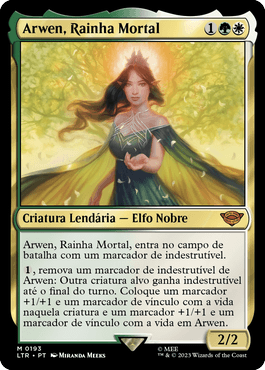 Arwen, Rainha Mortal 1
Criatura Lendária — Elfo Nobre
Arwen, Rainha Mortal, entra no campo de
batalha com um marcador de indestrutível.
1, remova um marcador de indestrutível de
Arwen: Outra criatura alvo ganha indestrutível
até o final do turno. Coloque um marcador
+1/+1 e um marcador de vínculo com a vida
naquela criatura e um marcador +1/+1 e um
marcador de vínculo com a vida em Arwen.
2/2
M 0193
LTR • PT MIRANDA MEEKS
© MEE
™ & © 2023 Wizards of the Coast